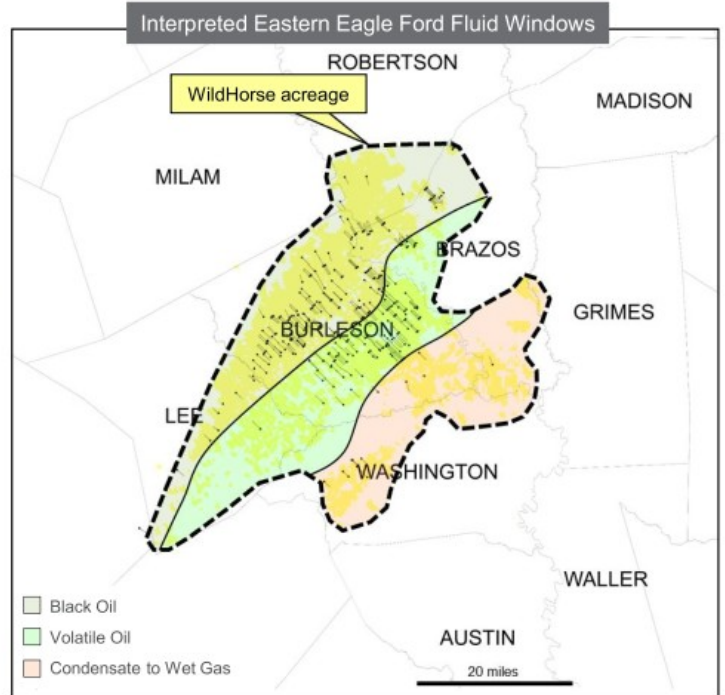 Interpreted Eastern Eagle Ford Fluid Windows
ROBERTSON
WildHorse acreage
MADISON
MILAM
BRAZOS
GRIMES
BURLESON
LEE
WASHINGTON
WALLER
Black Oil
Volatile Oil
AUSTIN
Condensate to Wet Gas
20 miles